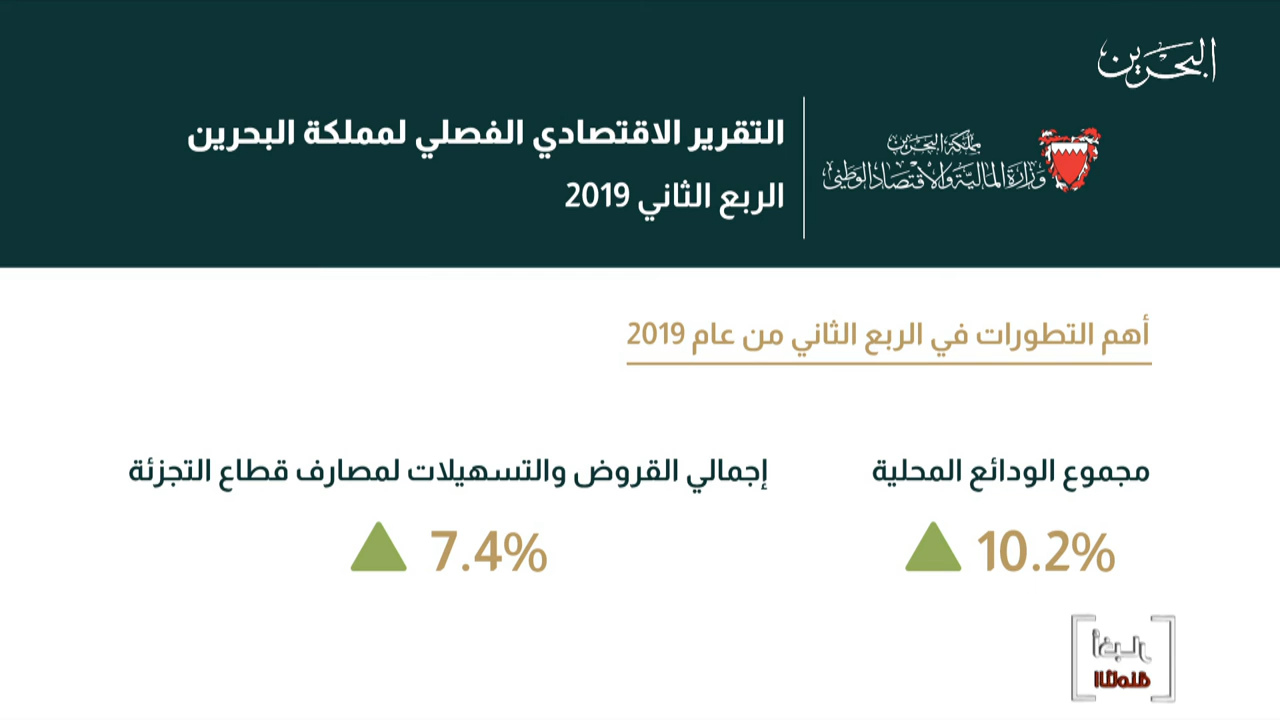 البحرين
مملكة البحرين
وزارة المالية والاقتصاد الوطني
التقرير الاقتصادي الفصلي لمملكة البحرين
الربع الثاني 2019
أهم التطورات في الربع الثاني من عام 2019
مجموع الودائع المحلية
10.2%
إجمالي القروض والتسهيلات لمصارف قطاع التجزئة
7.4%
أخبار